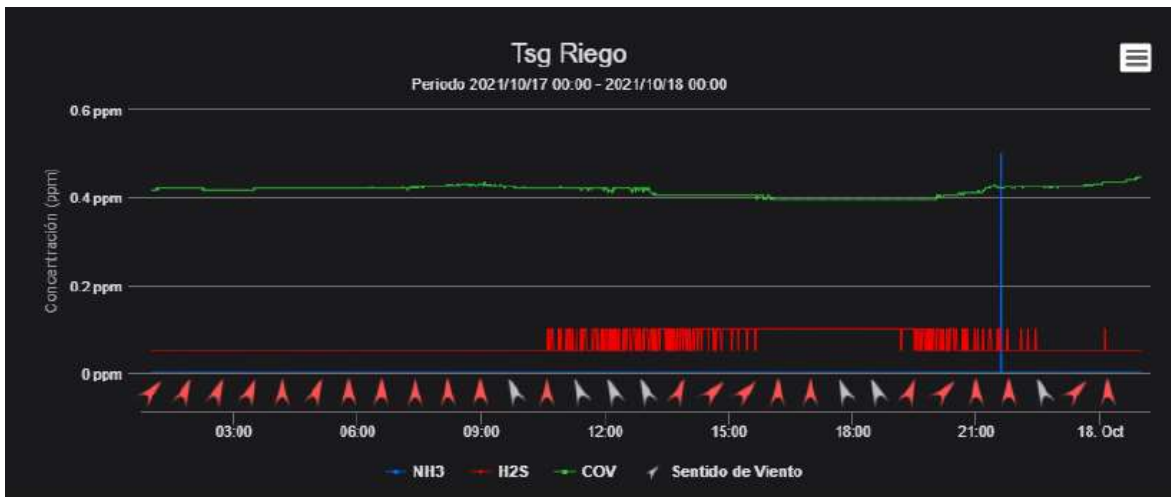 Tsg Riego
Periodo 2021/10/17 00:00 - 2021/10/18 00:00
Concentración (ppm)
0.6 ppm
0.4 ppm
0.2 ppm
0 ppm
03:00 06:00 09:00 12:00 15:00 18:00 21:00 18. Oct
NH3 H2S COV Sentido de Viento